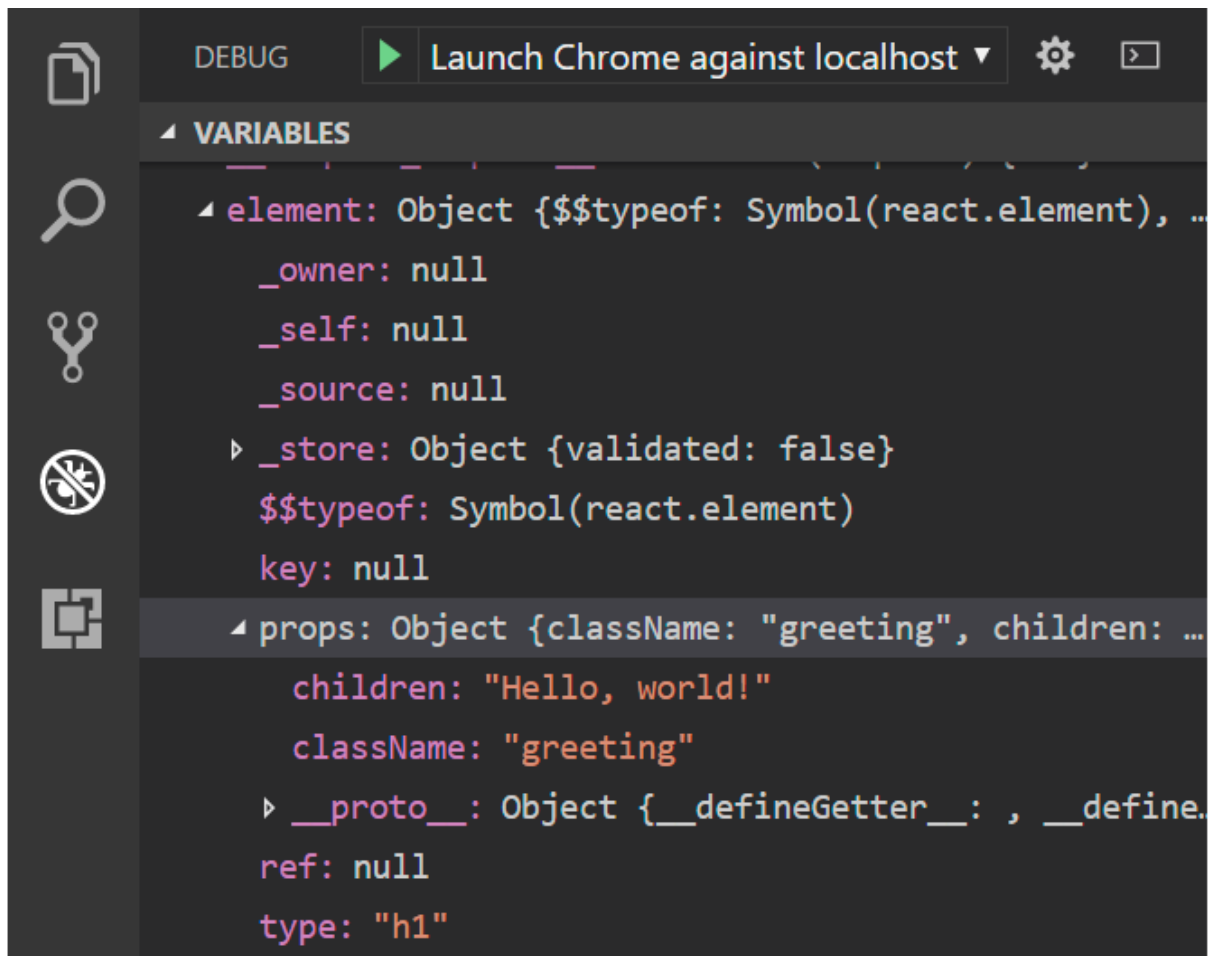 DEBUG Launch Chrome against localhost
VARIABLES
element: Object {$$typeof: Symbol(react.element), …
_owner: null
_self: null
_source: null
_store: Object {validated: false}
$$typeof: Symbol(react.element)
key: null
props: Object {className: "greeting", children: …
children: "Hello, world!"
className: "greeting"
__proto__: Object {__defineGetter__: , __define…
ref: null
type: "h1"